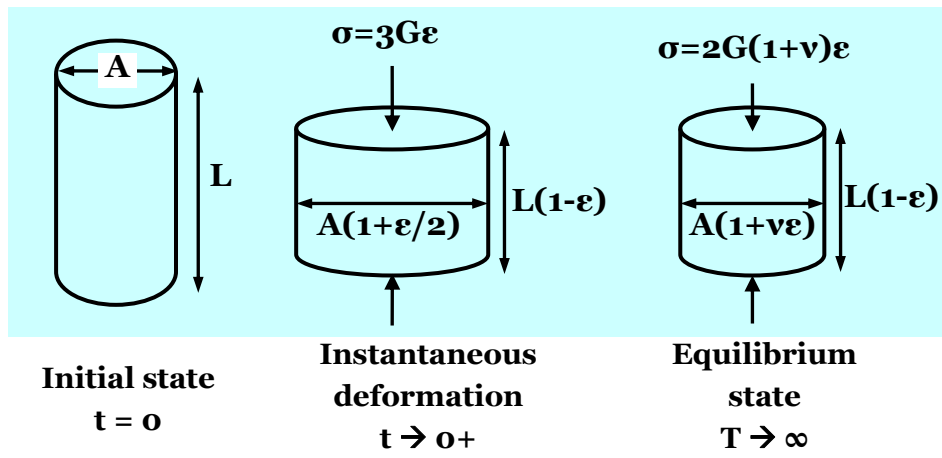 A
L
σ=3Gε
A(1+ε/2)
L(1-ε)
σ=2G(1+ν)ε
A(1+νε)
L(1-ε)
Initial state
t = 0
Instantaneous
deformation
t → 0+
Equilibrium
state
T → ∞